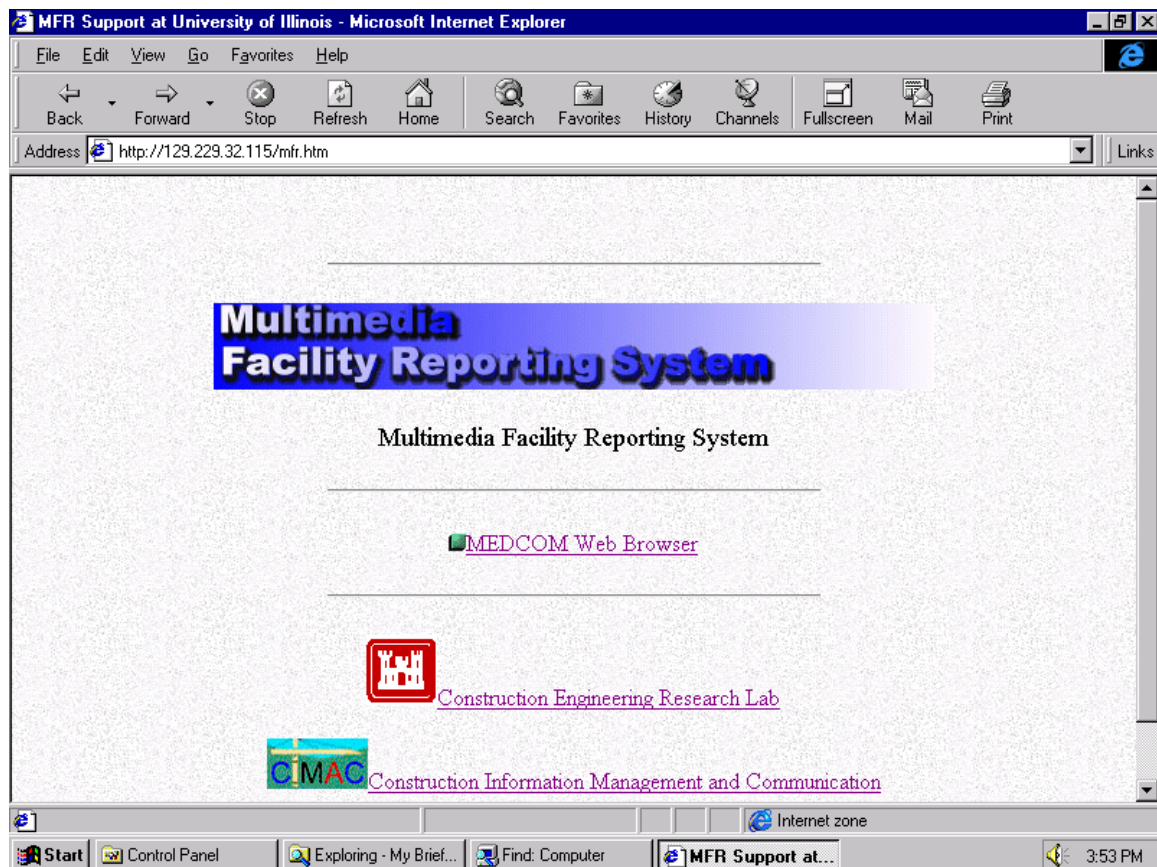 MFR Support at University of Illinois - Microsoft Internet Explorer
File Edit View Go Favorites Help
Back Forward Stop Refresh Home Search Favorites History Channels Fullscreen Mail Print
Address http://129.229.32.115/mfr.htm Links
Multimedia
Facility Reporting System
Multimedia Facility Reporting System
MEDCOM Web Browser
Construction Engineering Research Lab
CIMAC Construction Information Management and Communication
Internet zone
Start Control Panel Exploring - My Brief... Find: Computer MFR Support at... 3:53 PM